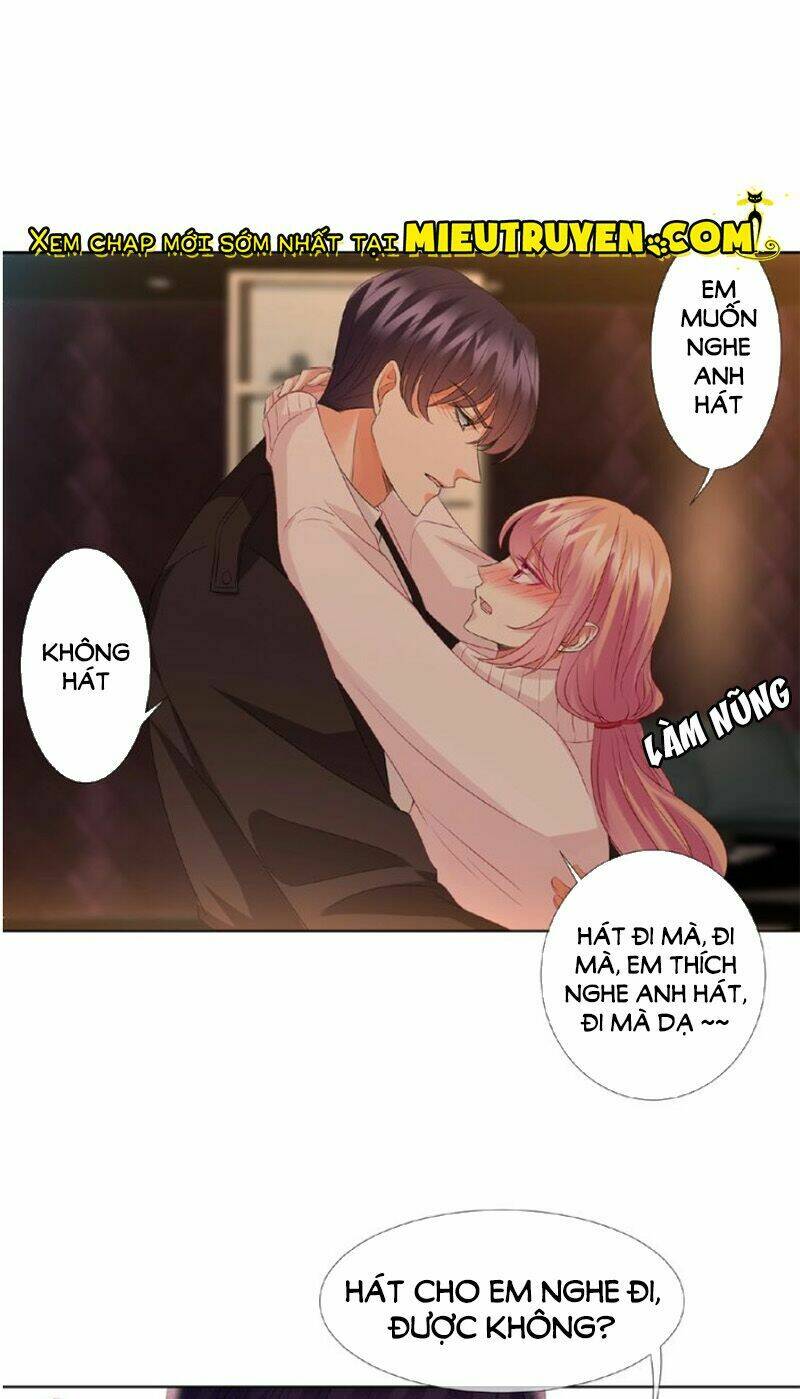 XEM CHAP MỚI SỚM NHẤT TẠI MIEUTRUYEN.COM
EM
MUỐN
NGHE
ANH
HÁT
KHÔNG
HÁT
LÀM NŨNG
HÁT ĐI MÀ, ĐI
MÀ, EM THÍCH
NGHE ANH HÁT,
ĐI MÀ DẠ ~~
HÁT CHO EM NGHE ĐI,
ĐƯỢC KHÔNG?